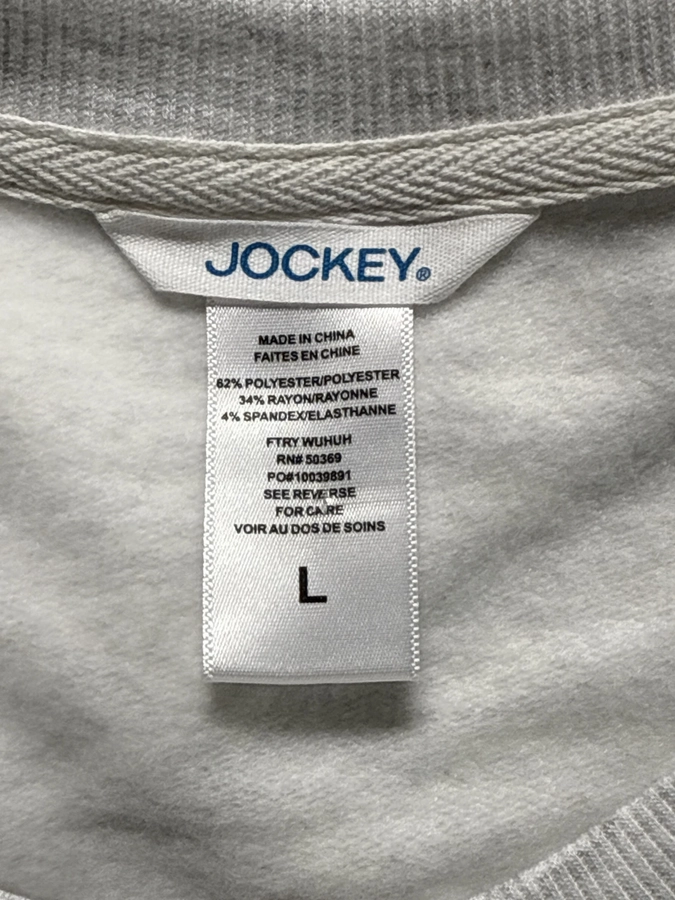 JOCKEY®
MADE IN CHINA
FAITES EN CHINE
62% POLYESTER/POLYESTER
34% RAYON/RAYONNE
4% SPANDEX/ELASTHANNE
FTRY WUHUH
RN# 50369
PO#10039891
SEE REVERSE
FOR CARE
VOIR AU DOS DE SOINS
L